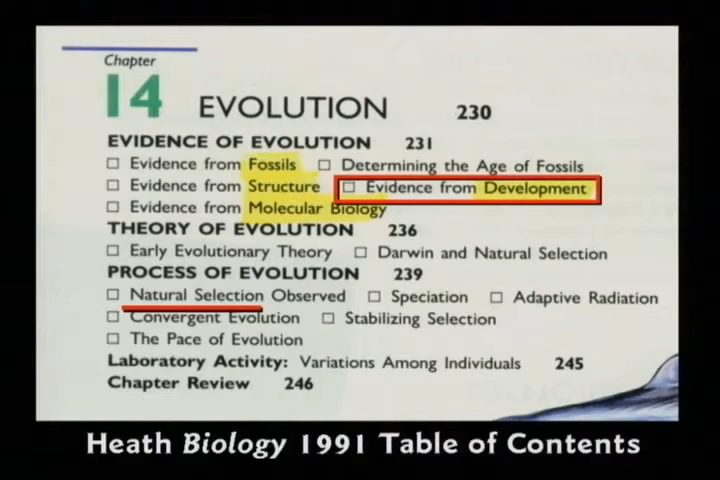 Chapter
14 EVOLUTION 230
EVIDENCE OF EVOLUTION 231
□ Evidence from Fossils □ Determining the Age of Fossils
□ Evidence from Structure □ Evidence from Development
□ Evidence from Molecular Biology
THEORY OF EVOLUTION 236
□ Early Evolutionary Theory □ Darwin and Natural Selection
PROCESS OF EVOLUTION 239
□ Natural Selection Observed □ Speciation □ Adaptive Radiation
□ Convergent Evolution □ Stabilizing Selection
□ The Pace of Evolution
Laboratory Activity: Variations Among Individuals 245
Chapter Review 246
Heath Biology 1991 Table of Contents